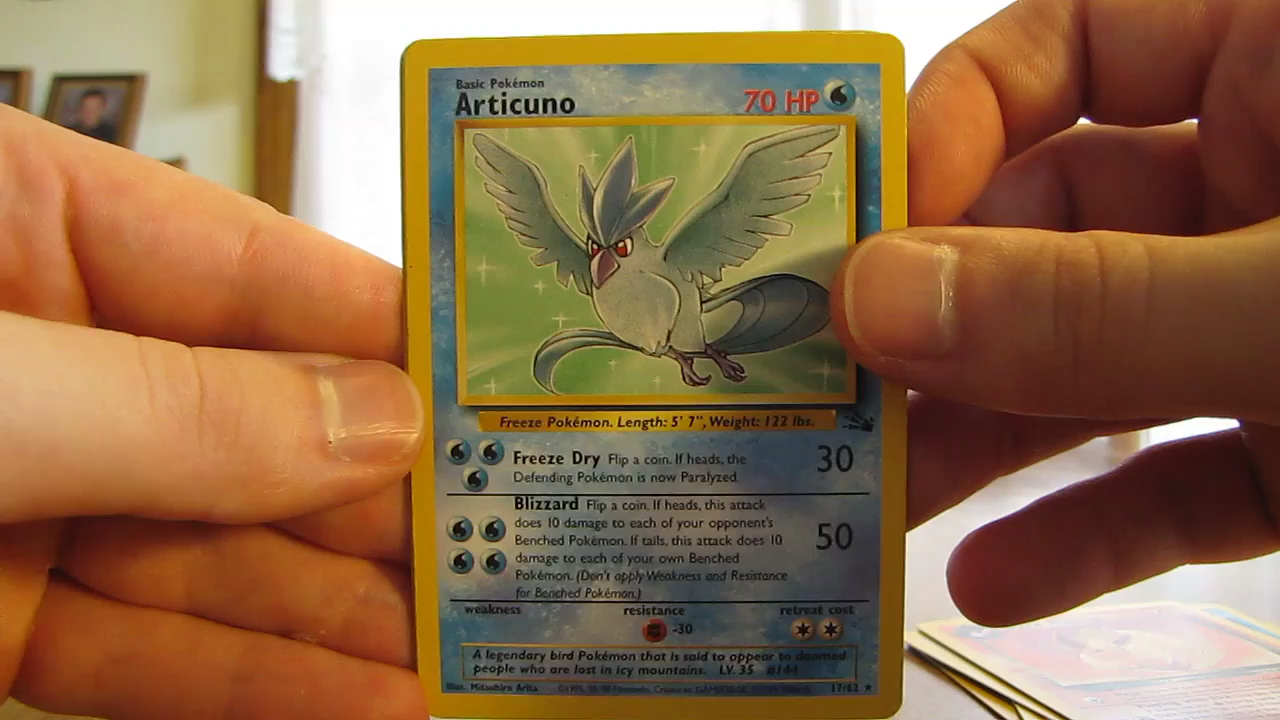 Basic Pokémon
Articuno 70 HP
Freeze Pokémon. Length: 5' 7", Weight: 122 lbs.
Freeze Dry Flip a coin. If heads, the 30
Defending Pokémon is now Paralyzed.
Blizzard Flip a coin. If heads, this attack
does 10 damage to each of your opponent's
Benched Pokémon. If tails, this attack does 10 50
damage to each of your own Benched
Pokémon. (Don't apply Weakness and Resistance
for Benched Pokémon.)
weakness resistance retreat cost
-30
A legendary bird Pokémon that is said to appear to doomed
people who are lost in icy mountains. LV. 35 #144
Illus. Mitsuhiro Arita 17/62